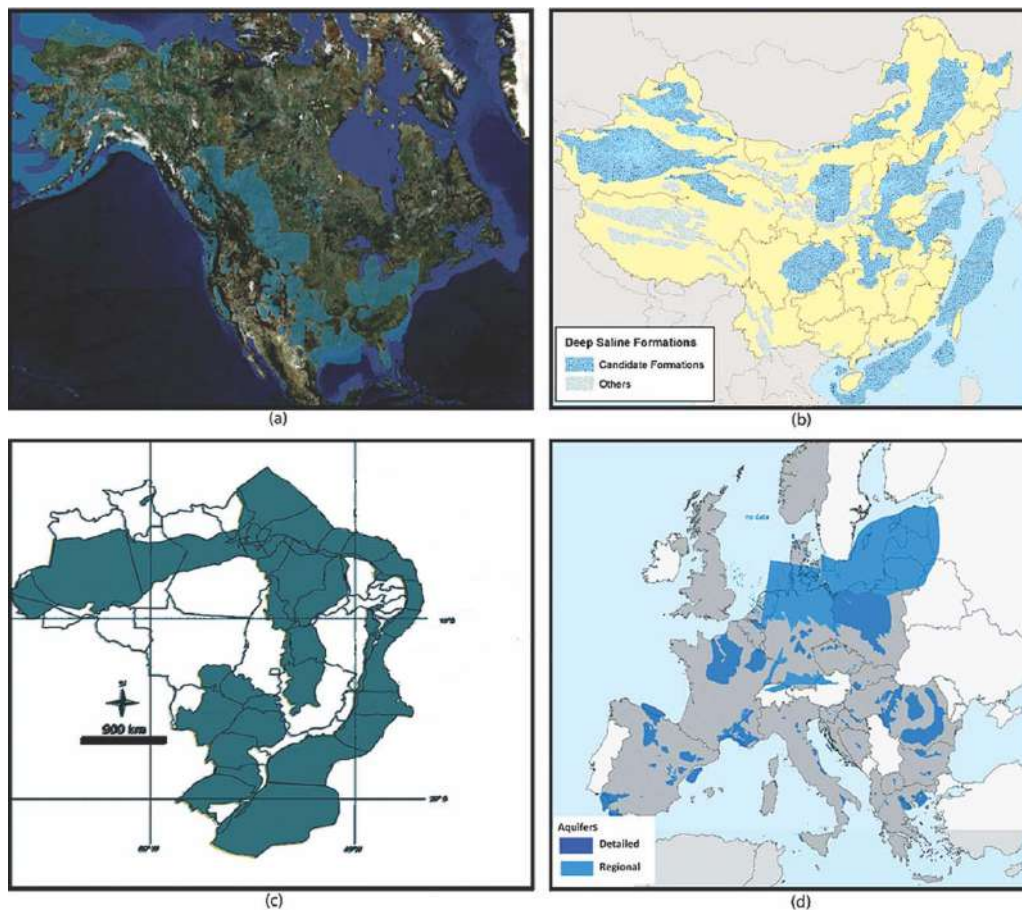 (a)
Deep Saline Formations
Candidate Formations
Others
(b)
900 km
(c)
no data
Aquifers
Detailed
Regional
(d)